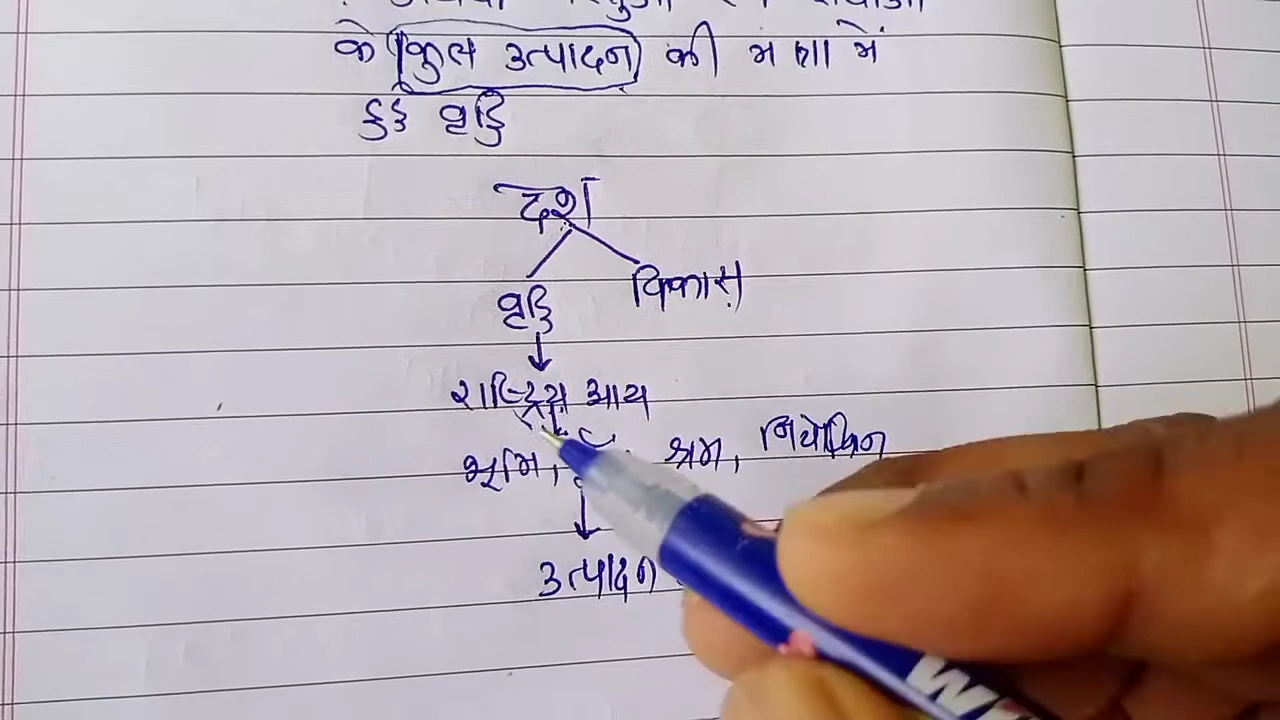 के कुल उत्पादन की मात्रा में
हुई वृद्धि
देश
वृद्धि विकास
राष्ट्रिय आय
भूमि, श्रम, नियोजन
उत्पादन